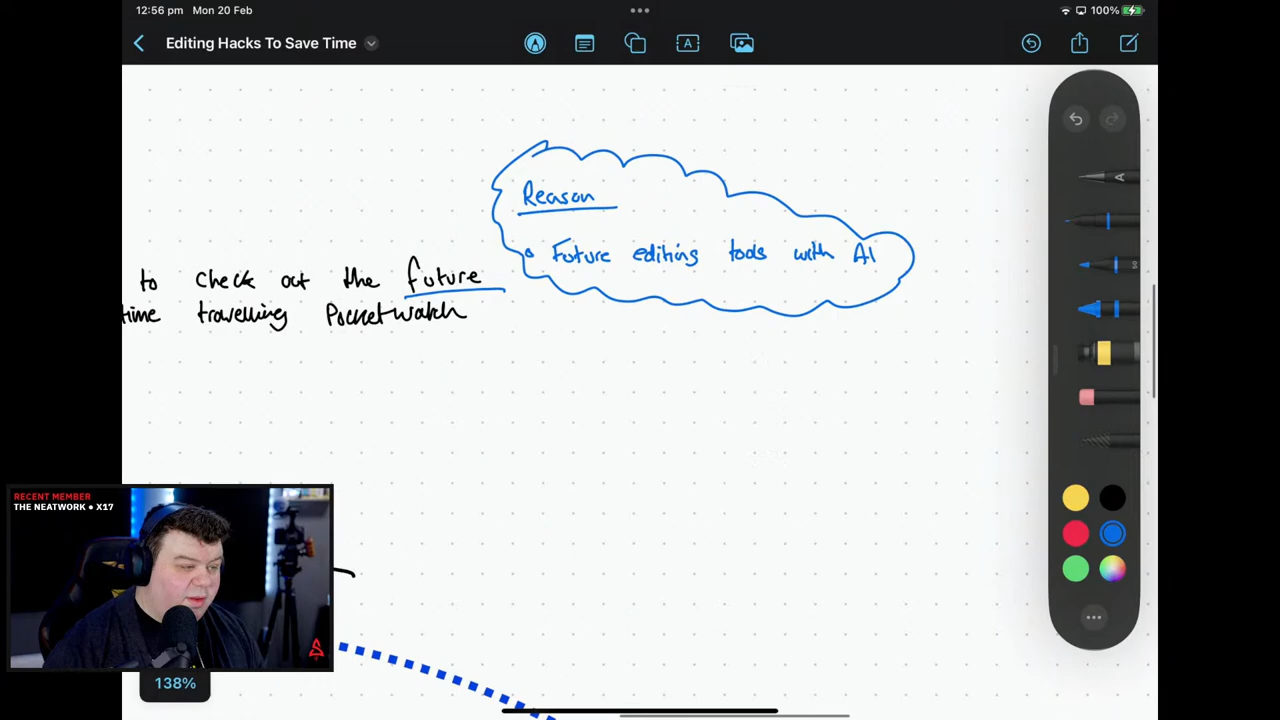 12:56 pm Mon 20 Feb
100%
Editing Hacks To Save Time
A
Reason
Future editing tools with AI
to check out the future
time travelling Pocketwatch
A
50
RECENT MEMBER
THE NEATWORK • X17
138%